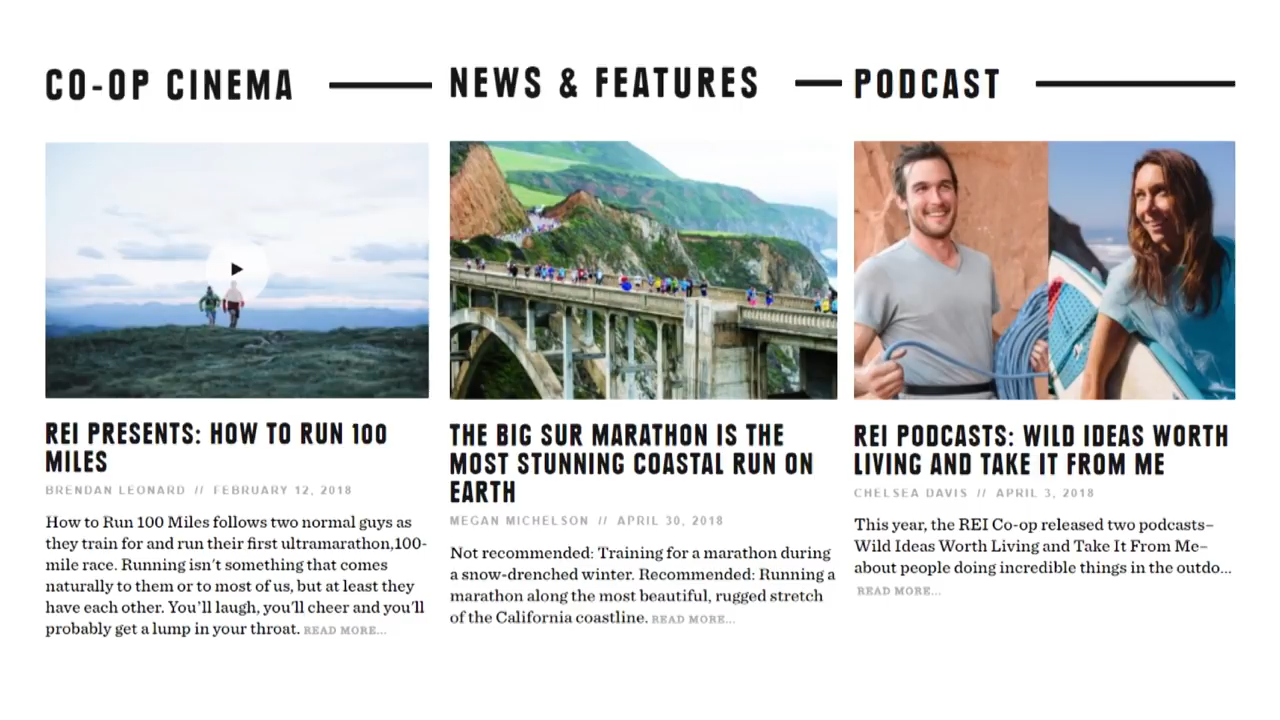 CO-OP CINEMA
REI PRESENTS: HOW TO RUN 100
MILES
BRENDAN LEONARD // FEBRUARY 12, 2018
How to Run 100 Miles follows two normal guys as
they train for and run their first ultramarathon,100-
mile race. Running isn't something that comes
naturally to them or to most of us, but at least they
have each other. You'll laugh, you'll cheer and you'll
probably get a lump in your throat. READ MORE...
NEWS & FEATURES
THE BIG SUR MARATHON IS THE
MOST STUNNING COASTAL RUN ON
EARTH
MEGAN MICHELSON // APRIL 30, 2018
Not recommended: Training for a marathon during
a snow-drenched winter. Recommended: Running a
marathon along the most beautiful, rugged stretch
of the California coastline. READ MORE...
PODCAST
REI PODCASTS: WILD IDEAS WORTH
LIVING AND TAKE IT FROM ME
CHELSEA DAVIS // APRIL 3, 2018
This year, the REI Co-op released two podcasts–
Wild Ideas Worth Living and Take It From Me–
about people doing incredible things in the outdo...
READ MORE...